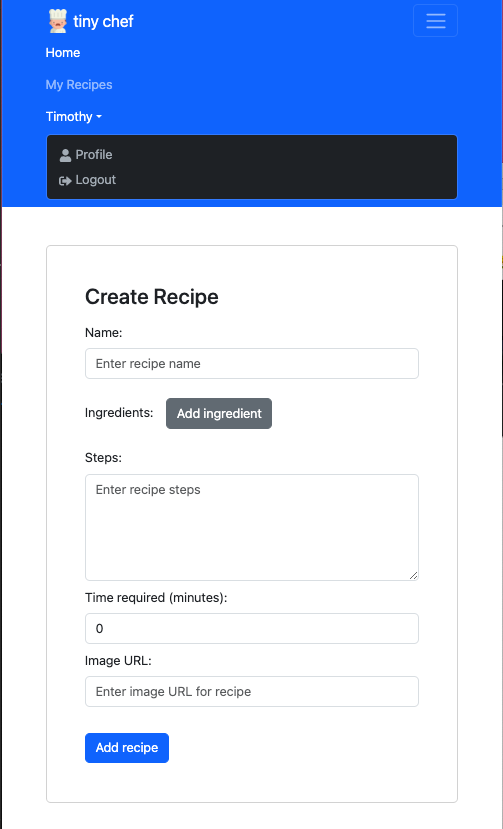 tiny chef
Home
My Recipes
Timothy
Profile
Logout
Create Recipe
Name:
Enter recipe name
Ingredients: Add ingredient
Steps:
Enter recipe steps
Time required (minutes):
0
Image URL:
Enter image URL for recipe
Add recipe